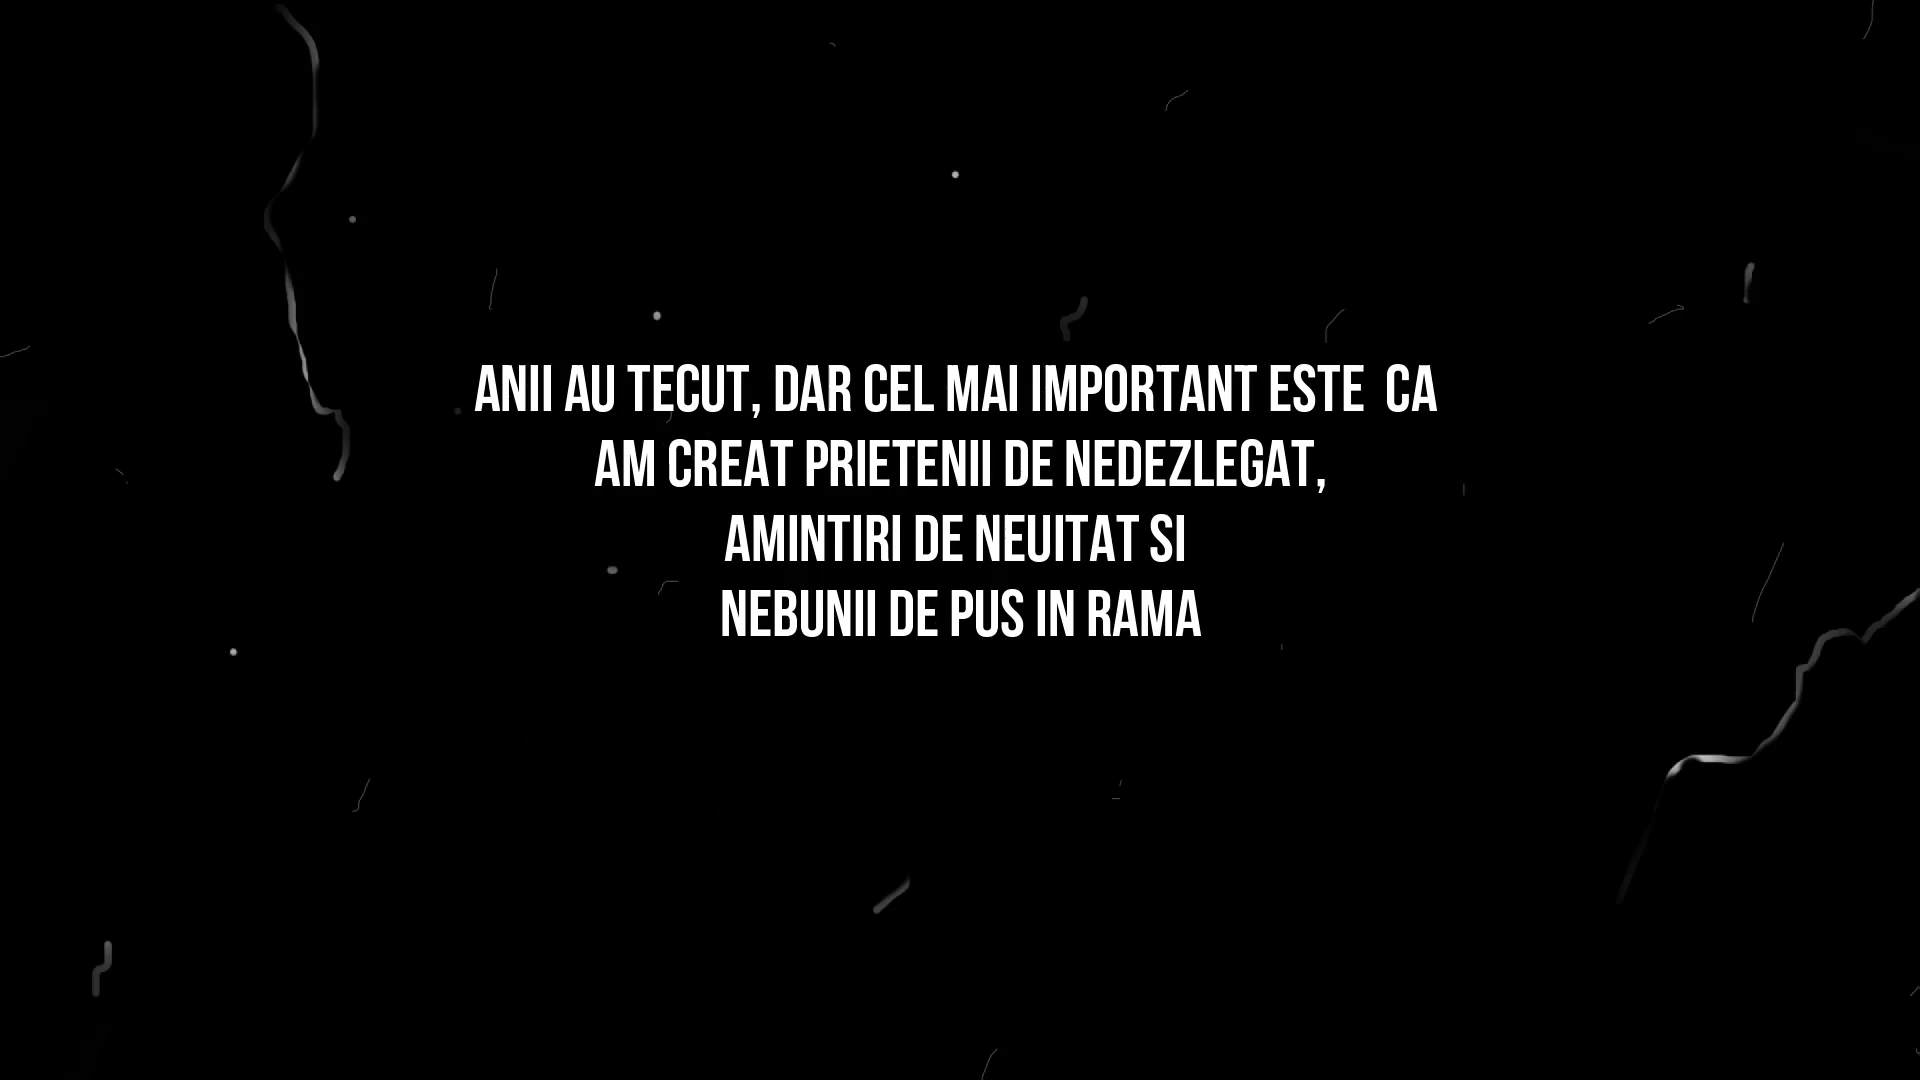 ANII AU TECUT, DAR CEL MAI IMPORTANT ESTE  CA
AM CREAT PRIETENII DE NEDEZLEGAT,
AMINTIRI DE NEUITAT SI
NEBUNII DE PUS IN RAMA